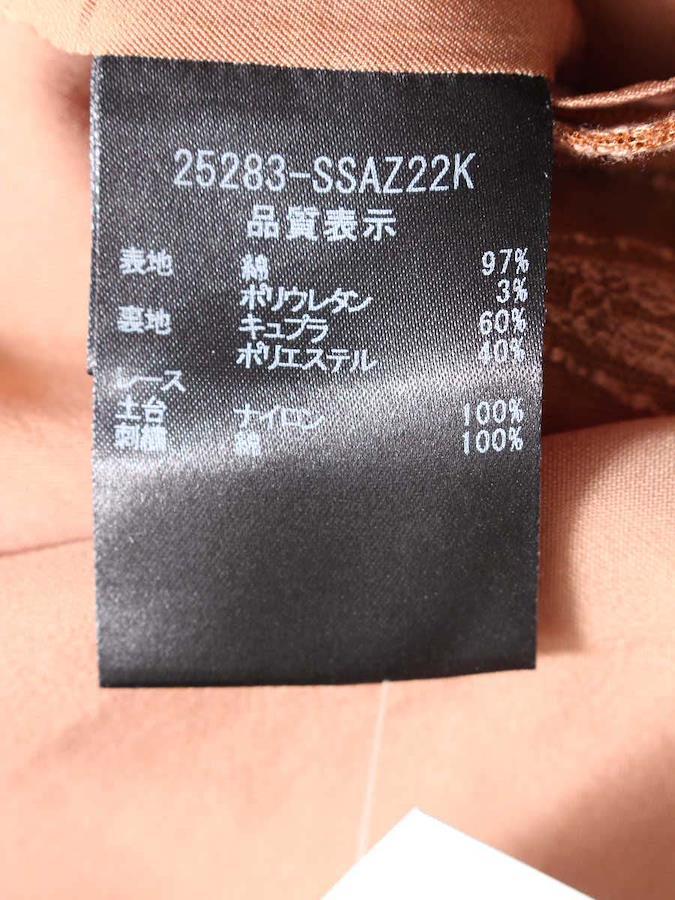 25283-SSAZ22K
品質表示
表地 綿 97%
ポリウレタン 3%
裏地 キュプラ 60%
ポリエステル 40%
レース
土台 ナイロン 100%
刺繍 綿 100%